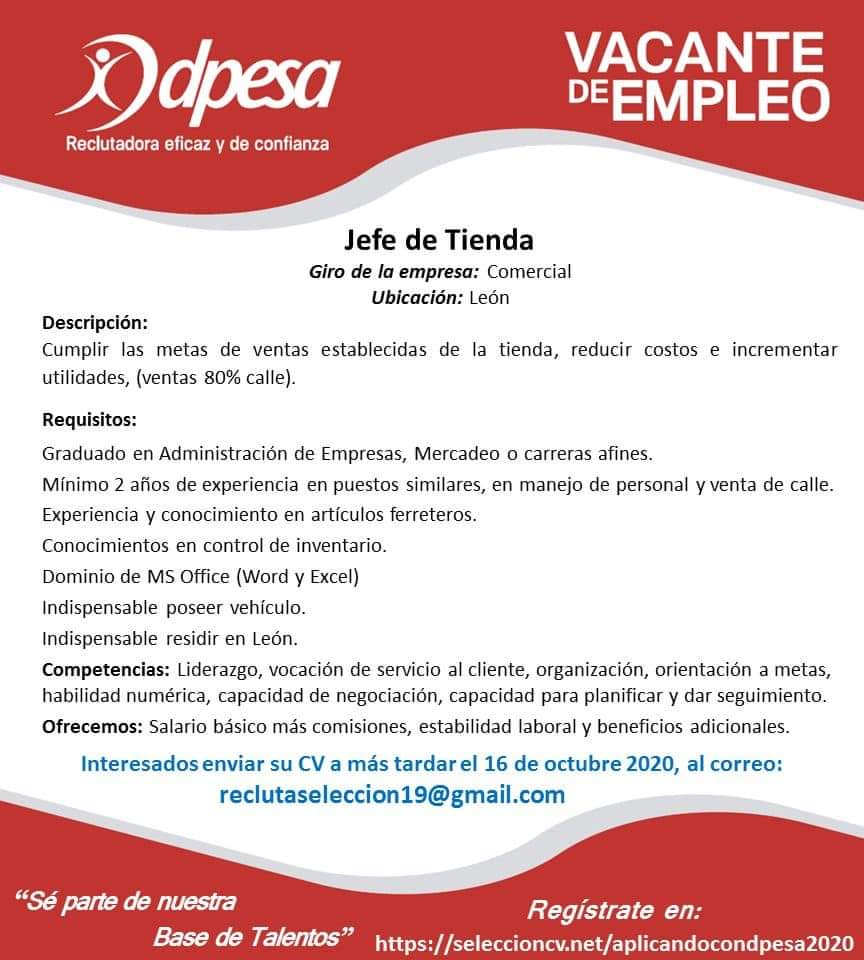 dpesa
Reclutadora eficaz y de confianza
VACANTE
DE EMPLEO
Jefe de Tienda
Giro de la empresa: Comercial
Ubicación: León
Descripción:
Cumplir las metas de ventas establecidas de la tienda, reducir costos e incrementar
utilidades, (ventas 80% calle).
Requisitos:
Graduado en Administración de Empresas, Mercadeo o carreras afines.
Mínimo 2 años de experiencia en puestos similares, en manejo de personal y venta de calle.
Experiencia y conocimiento en artículos ferreteros.
Conocimientos en control de inventario.
Dominio de MS Office (Word y Excel)
Indispensable poseer vehículo.
Indispensable residir en León.
Competencias: Liderazgo, vocación de servicio al cliente, organización, orientación a metas,
habilidad numérica, capacidad de negociación, capacidad para planificar y dar seguimiento.
Ofrecemos: Salario básico más comisiones, estabilidad laboral y beneficios adicionales.
Interesados enviar su CV a más tardar el 16 de octubre 2020, al correo:
reclutaseleccion19@gmail.com
“Sé parte de nuestra
Base de Talentos”
Regístrate en:
https://seleccioncv.net/aplicandocondpesa2020